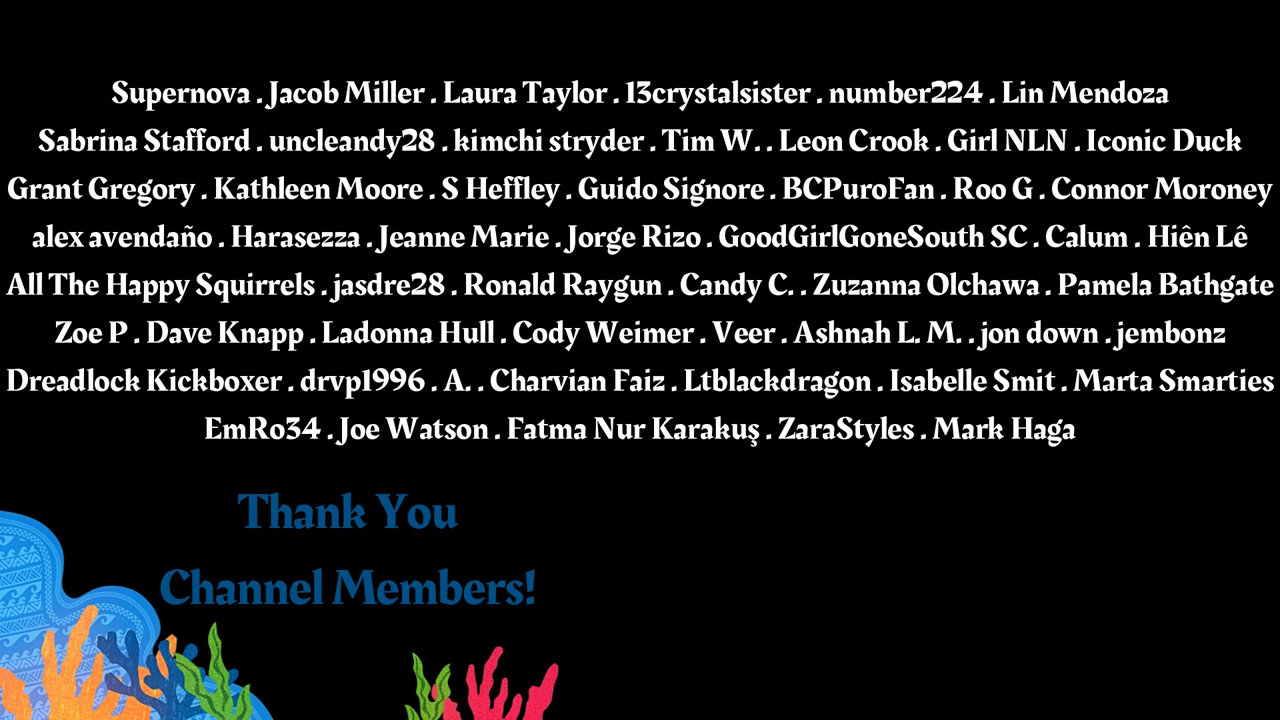 Supernova . Jacob Miller . Laura Taylor . 13crystalsister . number224 . Lin Mendoza
Sabrina Stafford . uncleandy28 . kimchi stryder . Tim W. . Leon Crook . Girl NLN . Iconic Duck
Grant Gregory . Kathleen Moore . S Heffley . Guido Signore . BCPuroFan . Roo G . Connor Moroney
alex avendaño . Harasezza . Jeanne Marie . Jorge Rizo . GoodGirlGoneSouth SC . Calum . Hiên Lê
All The Happy Squirrels . jasdre28 . Ronald Raygun . Candy C. . Zuzanna Olchawa . Pamela Bathgate
Zoe P . Dave Knapp . Ladonna Hull . Cody Weimer . Veer . Ashnah L. M. . jon down . jembonz
Dreadlock Kickboxer . drvp1996 . A. . Charvian Faiz . Ltblackdragon . Isabelle Smit . Marta Smarties
EmRo34 . Joe Watson . Fatma Nur Karakuş . ZaraStyles . Mark Haga
Thank You
Channel Members!